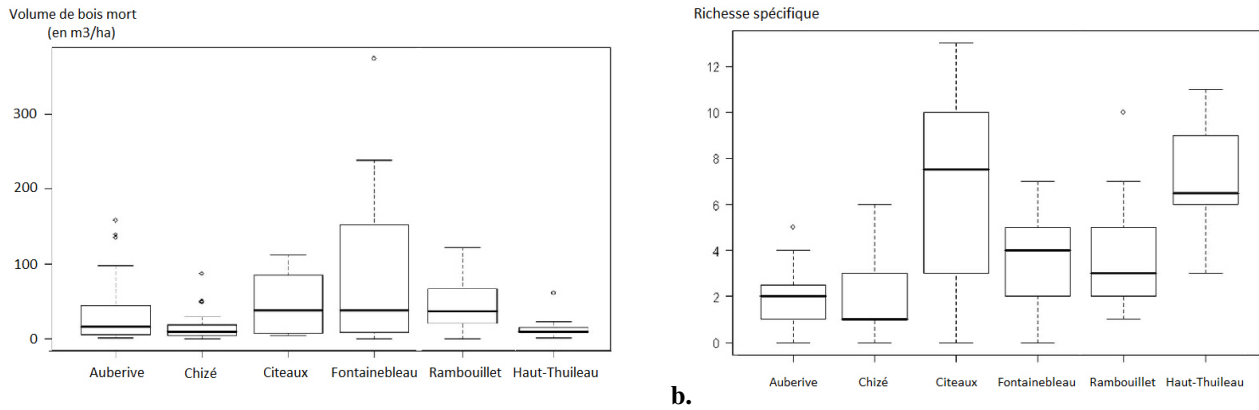 Volume de bois mort
(en m3/ha)
300
200
100
0
Auberive Chizé Citeaux Fontainebleau Rambouillet Haut-Thuileau
Richesse spécifique
12
10
8
6
4
2
0
Auberive Chizé Citeaux Fontainebleau Rambouillet Haut-Thuileau
b.